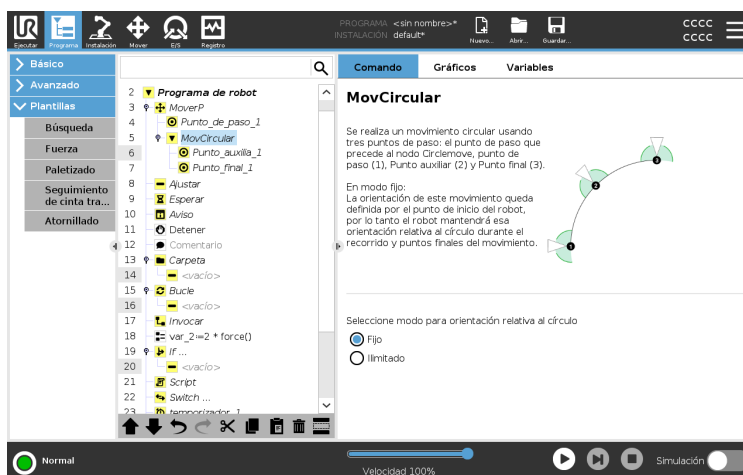 UR
Ejecutar
Programa
Instalación
Mover
E/S
Registro
PROGRAMA <sin nombre>*
INSTALACIÓN default*
Nuevo...
Abrir...
Guardar...
cccc
cccc
Básico
Avanzado
Plantillas
Búsqueda
Fuerza
Paletizado
Seguimiento
de cinta tra...
Atornillado
2 Programa de robot
3 MoverP
4 Punto_de_paso_1
5 MovCircular
6 Punto_auxilia_1
7 Punto_final_1
8 Ajustar
9 Esperar
10 Aviso
11 Detener
12 Comentario
13 Carpeta
14 <vacío>
15 Bucle
16 <vacío>
17 Invocar
18 var_2:=2 * force()
19 If ...
20 <vacío>
21 Script
22 Switch ...
23 temporizador_1
Comando
Gráficos
Variables
MovCircular
Se realiza un movimiento circular usando
tres puntos de paso: el punto de paso que
precede al nodo Circlemove, punto de
paso (1), Punto auxiliar (2) y Punto final (3).
En modo fijo:
La orientación de este movimiento queda
definida por el punto de inicio del robot,
por lo tanto el robot mantendrá esa
orientación relativa al círculo durante el
recorrido y puntos finales del movimiento.
1
2
3
Seleccione modo para orientación relativa al círculo
Fijo
Ilimitado
Normal
Velocidad 100%
Simulación